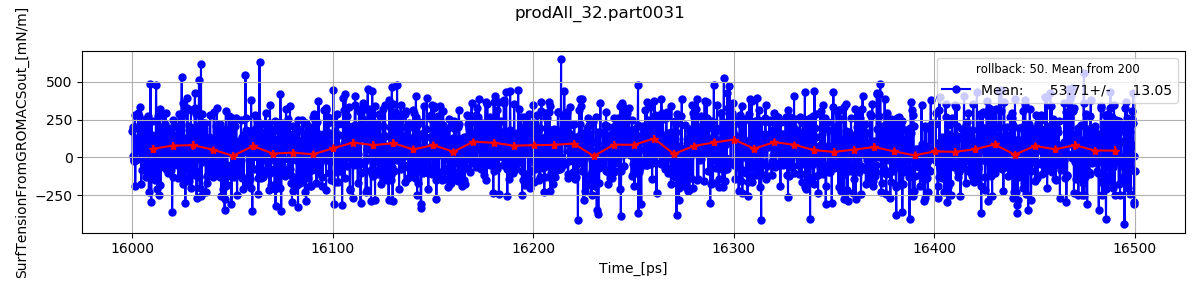 prodAll_32.part0031
SurfTensionFromGROMACSout_[mN/m]
500
250
0
−250
rollback: 50. Mean from 200
Mean: 53.71+/- 13.05
16000 16100 16200 16300 16400 16500
Time_[ps]